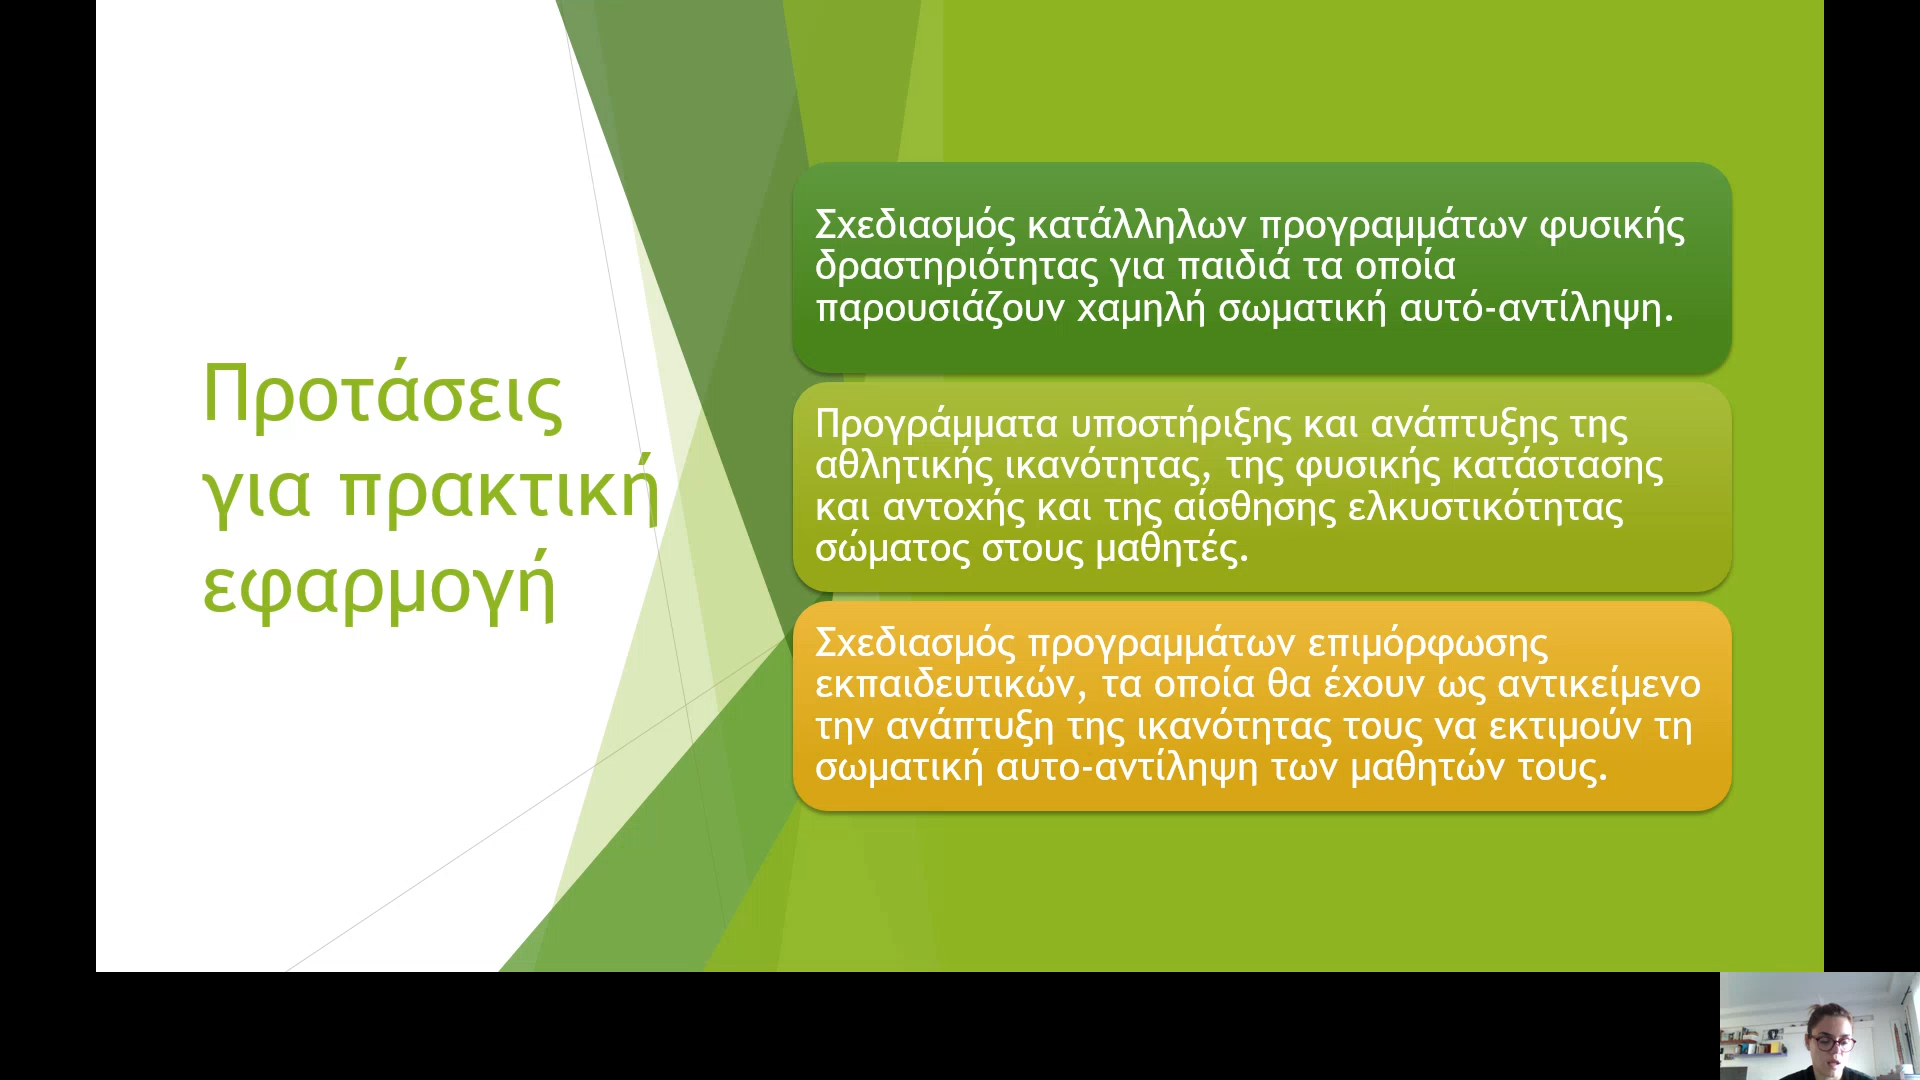 Προτάσεις
για πρακτική
εφαρμογή
Σχεδιασμός κατάλληλων προγραμμάτων φυσικής
δραστηριότητας για παιδιά τα οποία
παρουσιάζουν χαμηλή σωματική αυτό-αντίληψη.
Προγράμματα υποστήριξης και ανάπτυξης της
αθλητικής ικανότητας, της φυσικής κατάστασης
και αντοχής και της αίσθησης ελκυστικότητας
σώματος στους μαθητές.
Σχεδιασμός προγραμμάτων επιμόρφωσης
εκπαιδευτικών, τα οποία θα έχουν ως αντικείμενο
την ανάπτυξη της ικανότητας τους να εκτιμούν τη
σωματική αυτο-αντίληψη των μαθητών τους.